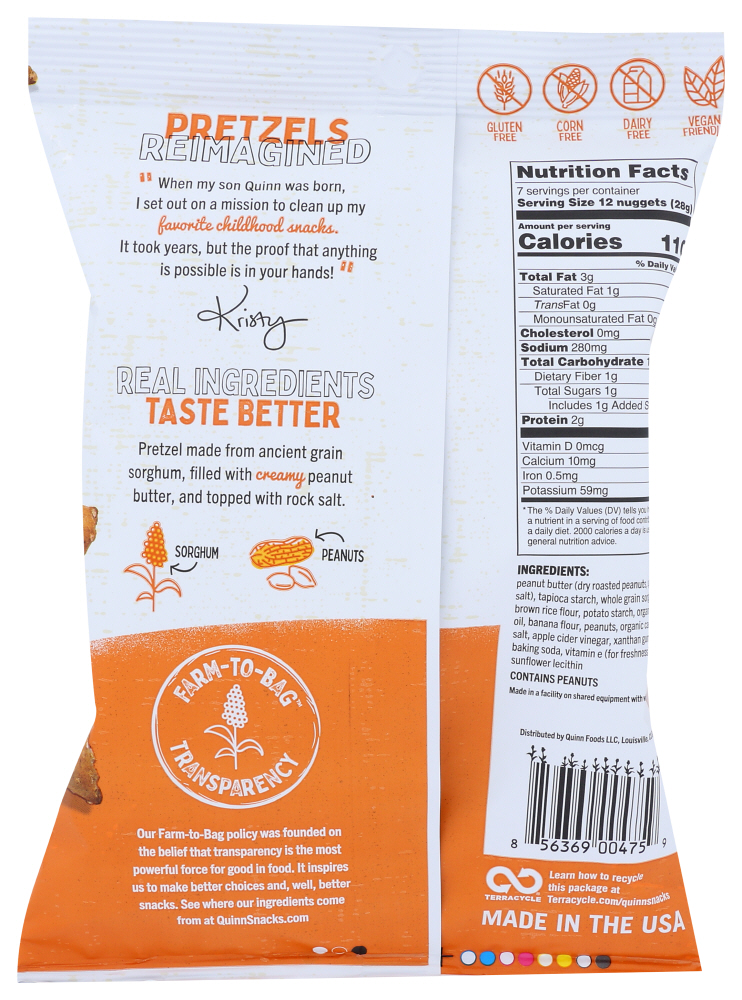 PRETZELS
REIMAGINED
" When my son Quinn was born,
I set out on a mission to clean up my
favorite childhood snacks.
It took years, but the proof that anything
is possible is in your hands! "
Kristy
REAL INGREDIENTS
TASTE BETTER
Pretzel made from ancient grain
sorghum, filled with creamy peanut
butter, and topped with rock salt.
SORGHUM
PEANUTS
FARM-TO-BAG™
TRANSPARENCY
Our Farm-to-Bag policy was founded on
the belief that transparency is the most
powerful force for good in food. It inspires
us to make better choices and, well, better
snacks. See where our ingredients come
from at QuinnSnacks.com
GLUTEN
FREE
CORN
FREE
DAIRY
FREE
VEGAN
Nutrition Facts
7 servings per container
Serving Size 12 nuggets (28g)
Amount per serving
Calories
% Daily
Total Fat 3g
Saturated Fat 1g
TransFat 0g
Monounsaturated Fat 0g
Cholesterol 0mg
Sodium 280mg
Total Carbohydrate
Dietary Fiber 1g
Total Sugars 1g
Includes 1g Added
Protein 2g
Vitamin D 0mcg
Calcium 10mg
Iron 0.5mg
Potassium 59mg
* The % Daily Values (DV) tells you
a nutrient in a serving of food
a daily diet. 2000 calories a day is
general nutrition advice.
INGREDIENTS:
peanut butter (dry roasted peanuts,
salt), tapioca starch, whole grain
brown rice flour, potato starch,
oil, banana flour, peanuts, organic
salt, apple cider vinegar, xanthan
baking soda, vitamin e (for freshness
sunflower lecithin
CONTAINS PEANUTS
Made in a facility on shared equipment with
Distributed by Quinn Foods LLC, Louisville,
8 56369 00475 9
TERRACYCLE
Learn how to recycle
this package at
Terracycle.com/quinnsnacks
MADE IN THE USA